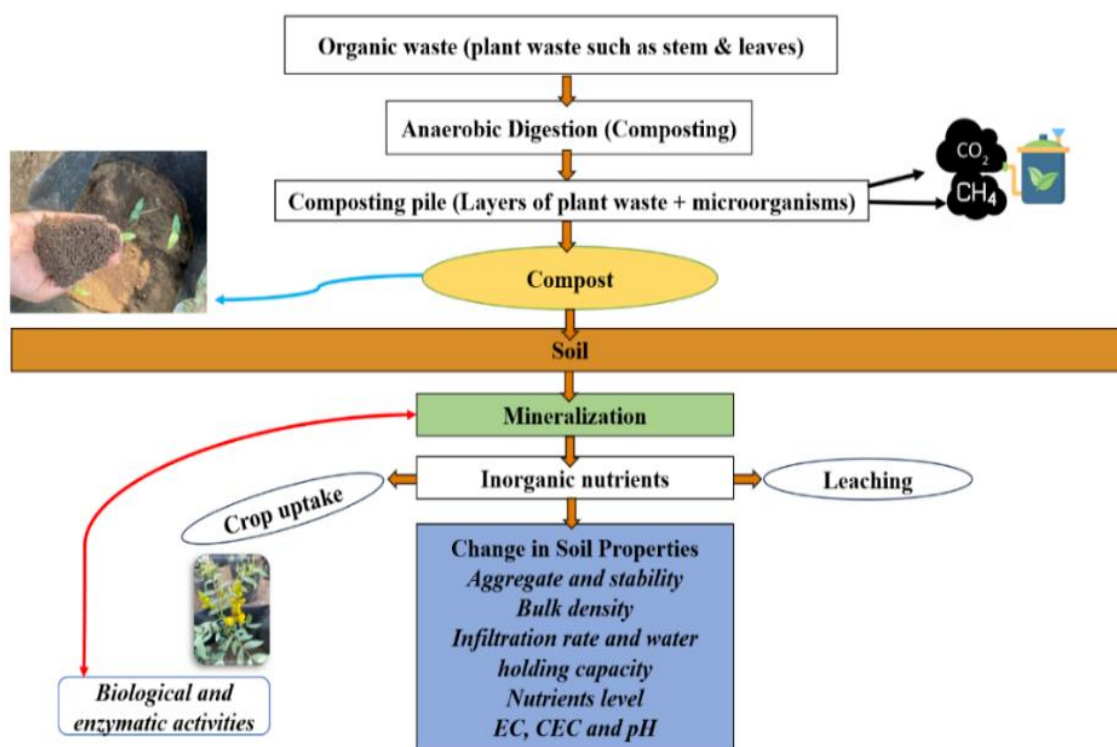 Organic waste (plant waste such as stem & leaves)
Anaerobic Digestion (Composting)
CO2
Composting pile (Layers of plant waste + microorganisms)
CH4
Compost
Soil
Mineralization
Inorganic nutrients
Leaching
Crop uptake
Change in Soil Properties
Aggregate and stability
Bulk density
Infiltration rate and water
holding capacity
Nutrients level
EC, CEC and pH
Biological and
enzymatic activities